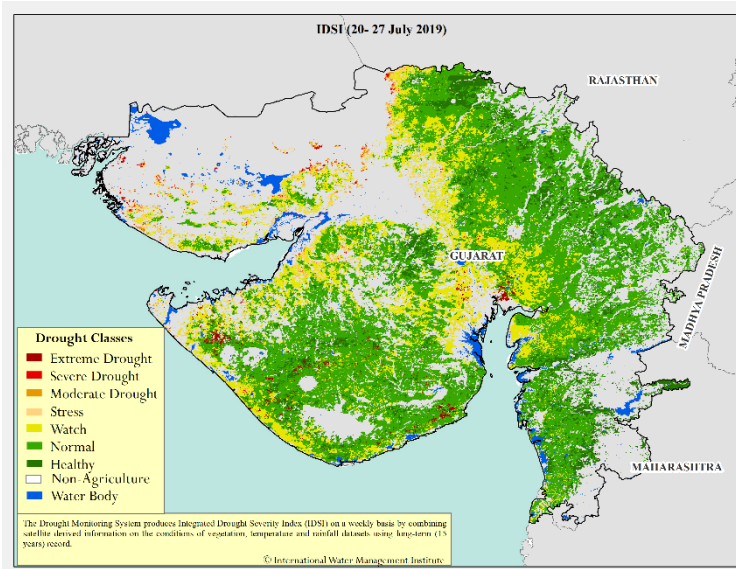 IDSI (20- 27 July 2019)
RAJASTHAN
GUJARAT
MADHYA PRADESH
MAHARASHTRA
Drought Classes
Extreme Drought
Severe Drought
Moderate Drought
Stress
Watch
Normal
Healthy
Non-Agriculture
Water Body
The Drought Monitoring System produces Integrated Drought Severity Index (IDSI) on a weekly basis by combining
satellite derived information on the conditions of vegetation, temperature and rainfall datasets using long-term (15
years) record.
© International Water Management Institute